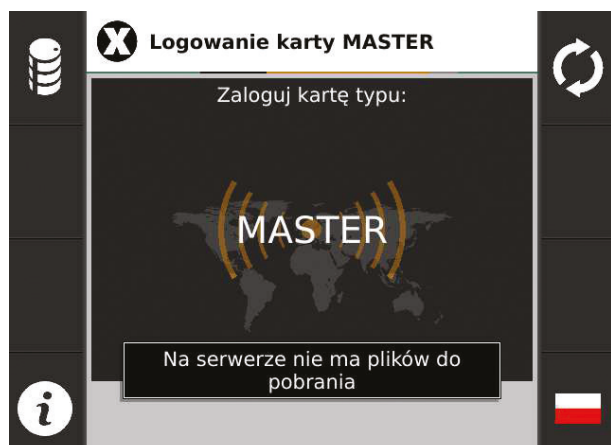 X Logowanie karty MASTER
Zaloguj kartę typu:
MASTER
Na serwerze nie ma plików do
pobrania
i